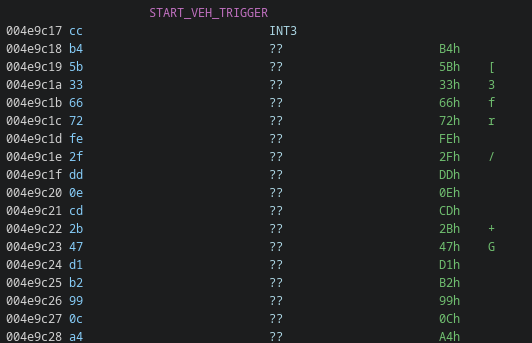 START_VEH_TRIGGER
004e9c17 cc INT3
004e9c18 b4 ?? B4h
004e9c19 5b ?? 5Bh [
004e9c1a 33 ?? 33h 3
004e9c1b 66 ?? 66h f
004e9c1c 72 ?? 72h r
004e9c1d fe ?? FEh
004e9c1e 2f ?? 2Fh /
004e9c1f dd ?? DDh
004e9c20 0e ?? 0Eh
004e9c21 cd ?? CDh
004e9c22 2b ?? 2Bh +
004e9c23 47 ?? 47h G
004e9c24 d1 ?? D1h
004e9c25 b2 ?? B2h
004e9c26 99 ?? 99h
004e9c27 0c ?? 0Ch
004e9c28 a4 ?? A4h